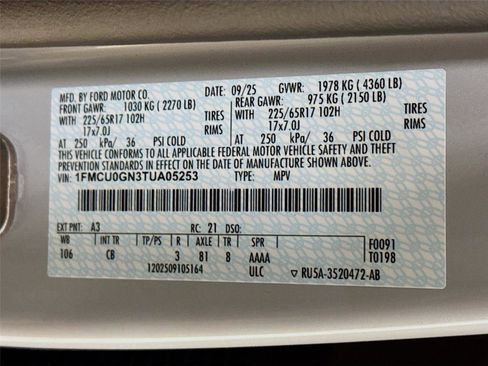 MFD. BY FORD MOTOR CO. DATE: 09/25 GVWR: 1978 KG (4360 LB)
FRONT GAWR: 1030 KG (2270 LB) REAR GAWR: 975 KG (2150 LB)
WITH 225/65R17 102H TIRES WITH 225/65R17 102H TIRES
17x7.0J RIMS 17x7.0J RIMS
AT 250 kPa/ 36 PSI COLD AT 250 kPa/ 36 PSI COLD
THIS VEHICLE CONFORMS TO ALL APPLICABLE FEDERAL MOTOR VEHICLE SAFETY AND THEFT
PREVENTION STANDARDS IN EFFECT ON THE DATE OF MANUFACTURE SHOWN ABOVE.
VIN: 1FMCU0GN3TUA05253 TYPE: MPV
EXT PNT: A3 RC: 21 DSO:
WB INT TR TP/PS R AXLE TR SPR F0091
106 CB 3 81 8 AAAA T0198
1202509105164 ULC RU5A-3520472-AB